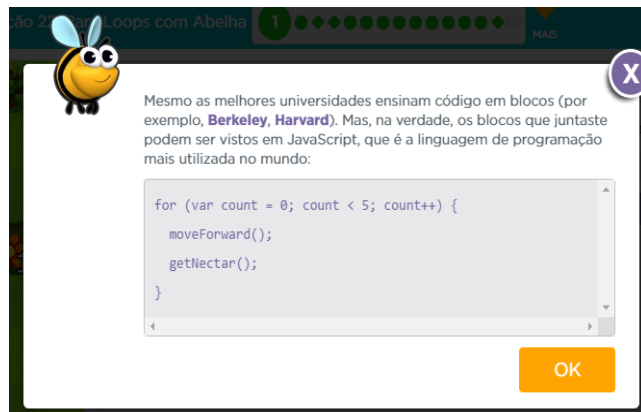 ção 22: Loops com Abelha
1
MAIS
X
Mesmo as melhores universidades ensinam código em blocos (por
exemplo, Berkeley, Harvard). Mas, na verdade, os blocos que juntaste
podem ser vistos em JavaScript, que é a linguagem de programação
mais utilizada no mundo:
for (var count = 0; count < 5; count++) {
moveForward();
getNectar();
}
OK